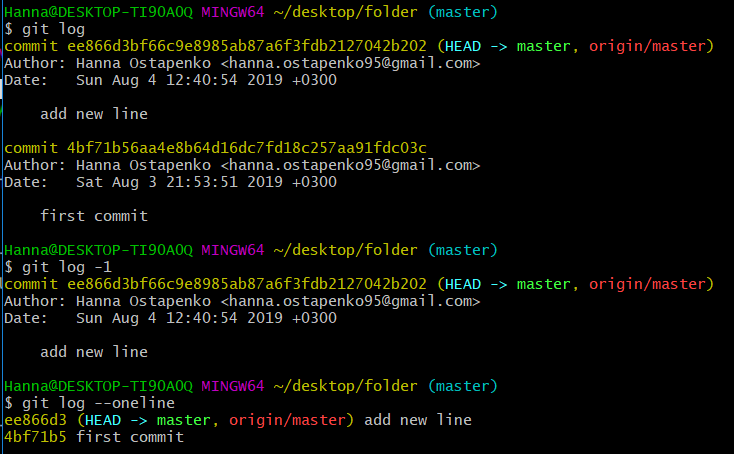 Hanna@DESKTOP-TI9OAOQ MINGW64 ~/desktop/folder (master)
$ git log
commit ee866d3bf66c9e8985ab87a6f3fdb2127042b202 (HEAD -> master, origin/master)
Author: Hanna Ostapenko <hanna.ostapenko95@gmail.com>
Date:   Sun Aug 4 12:40:54 2019 +0300

    add new line

commit 4bf71b56aa4e8b64d16dc7fd18c257aa91fdc03c
Author: Hanna Ostapenko <hanna.ostapenko95@gmail.com>
Date:   Sat Aug 3 21:53:51 2019 +0300

    first commit

Hanna@DESKTOP-TI9OAOQ MINGW64 ~/desktop/folder (master)
$ git log -1
commit ee866d3bf66c9e8985ab87a6f3fdb2127042b202 (HEAD -> master, origin/master)
Author: Hanna Ostapenko <hanna.ostapenko95@gmail.com>
Date:   Sun Aug 4 12:40:54 2019 +0300

    add new line

Hanna@DESKTOP-TI9OAOQ MINGW64 ~/desktop/folder (master)
$ git log --oneline
ee866d3 (HEAD -> master, origin/master) add new line
4bf71b5 first commit